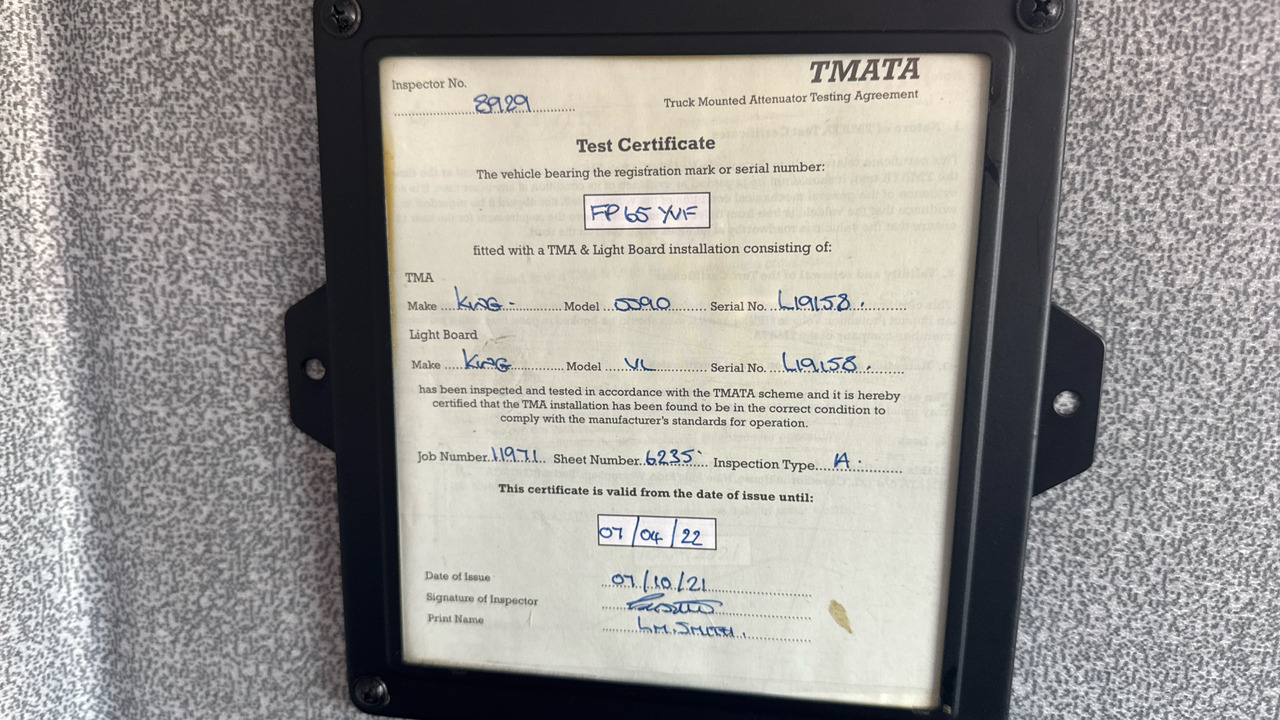 TMATA
Inspector No. 8929
Truck Mounted Attenuator Testing Agreement
Test Certificate
The vehicle bearing the registration mark or serial number:
FP65 YVF
fitted with a TMA & Light Board installation consisting of:
TMA
Make King Model Serial No. L19158.
Light Board
Make King Model VL Serial No. L19158.
has been inspected and tested in accordance with the TMATA scheme and it is hereby
certified that the TMA installation has been found to be in the correct condition to
comply with the manufacturer's standards for operation.
Job Number 11971 Sheet Number 6235 Inspection Type A.
This certificate is valid from the date of issue until:
07/04/22
Date of Issue 07/10/21
Signature of Inspector
Print Name L.M. SMITH.